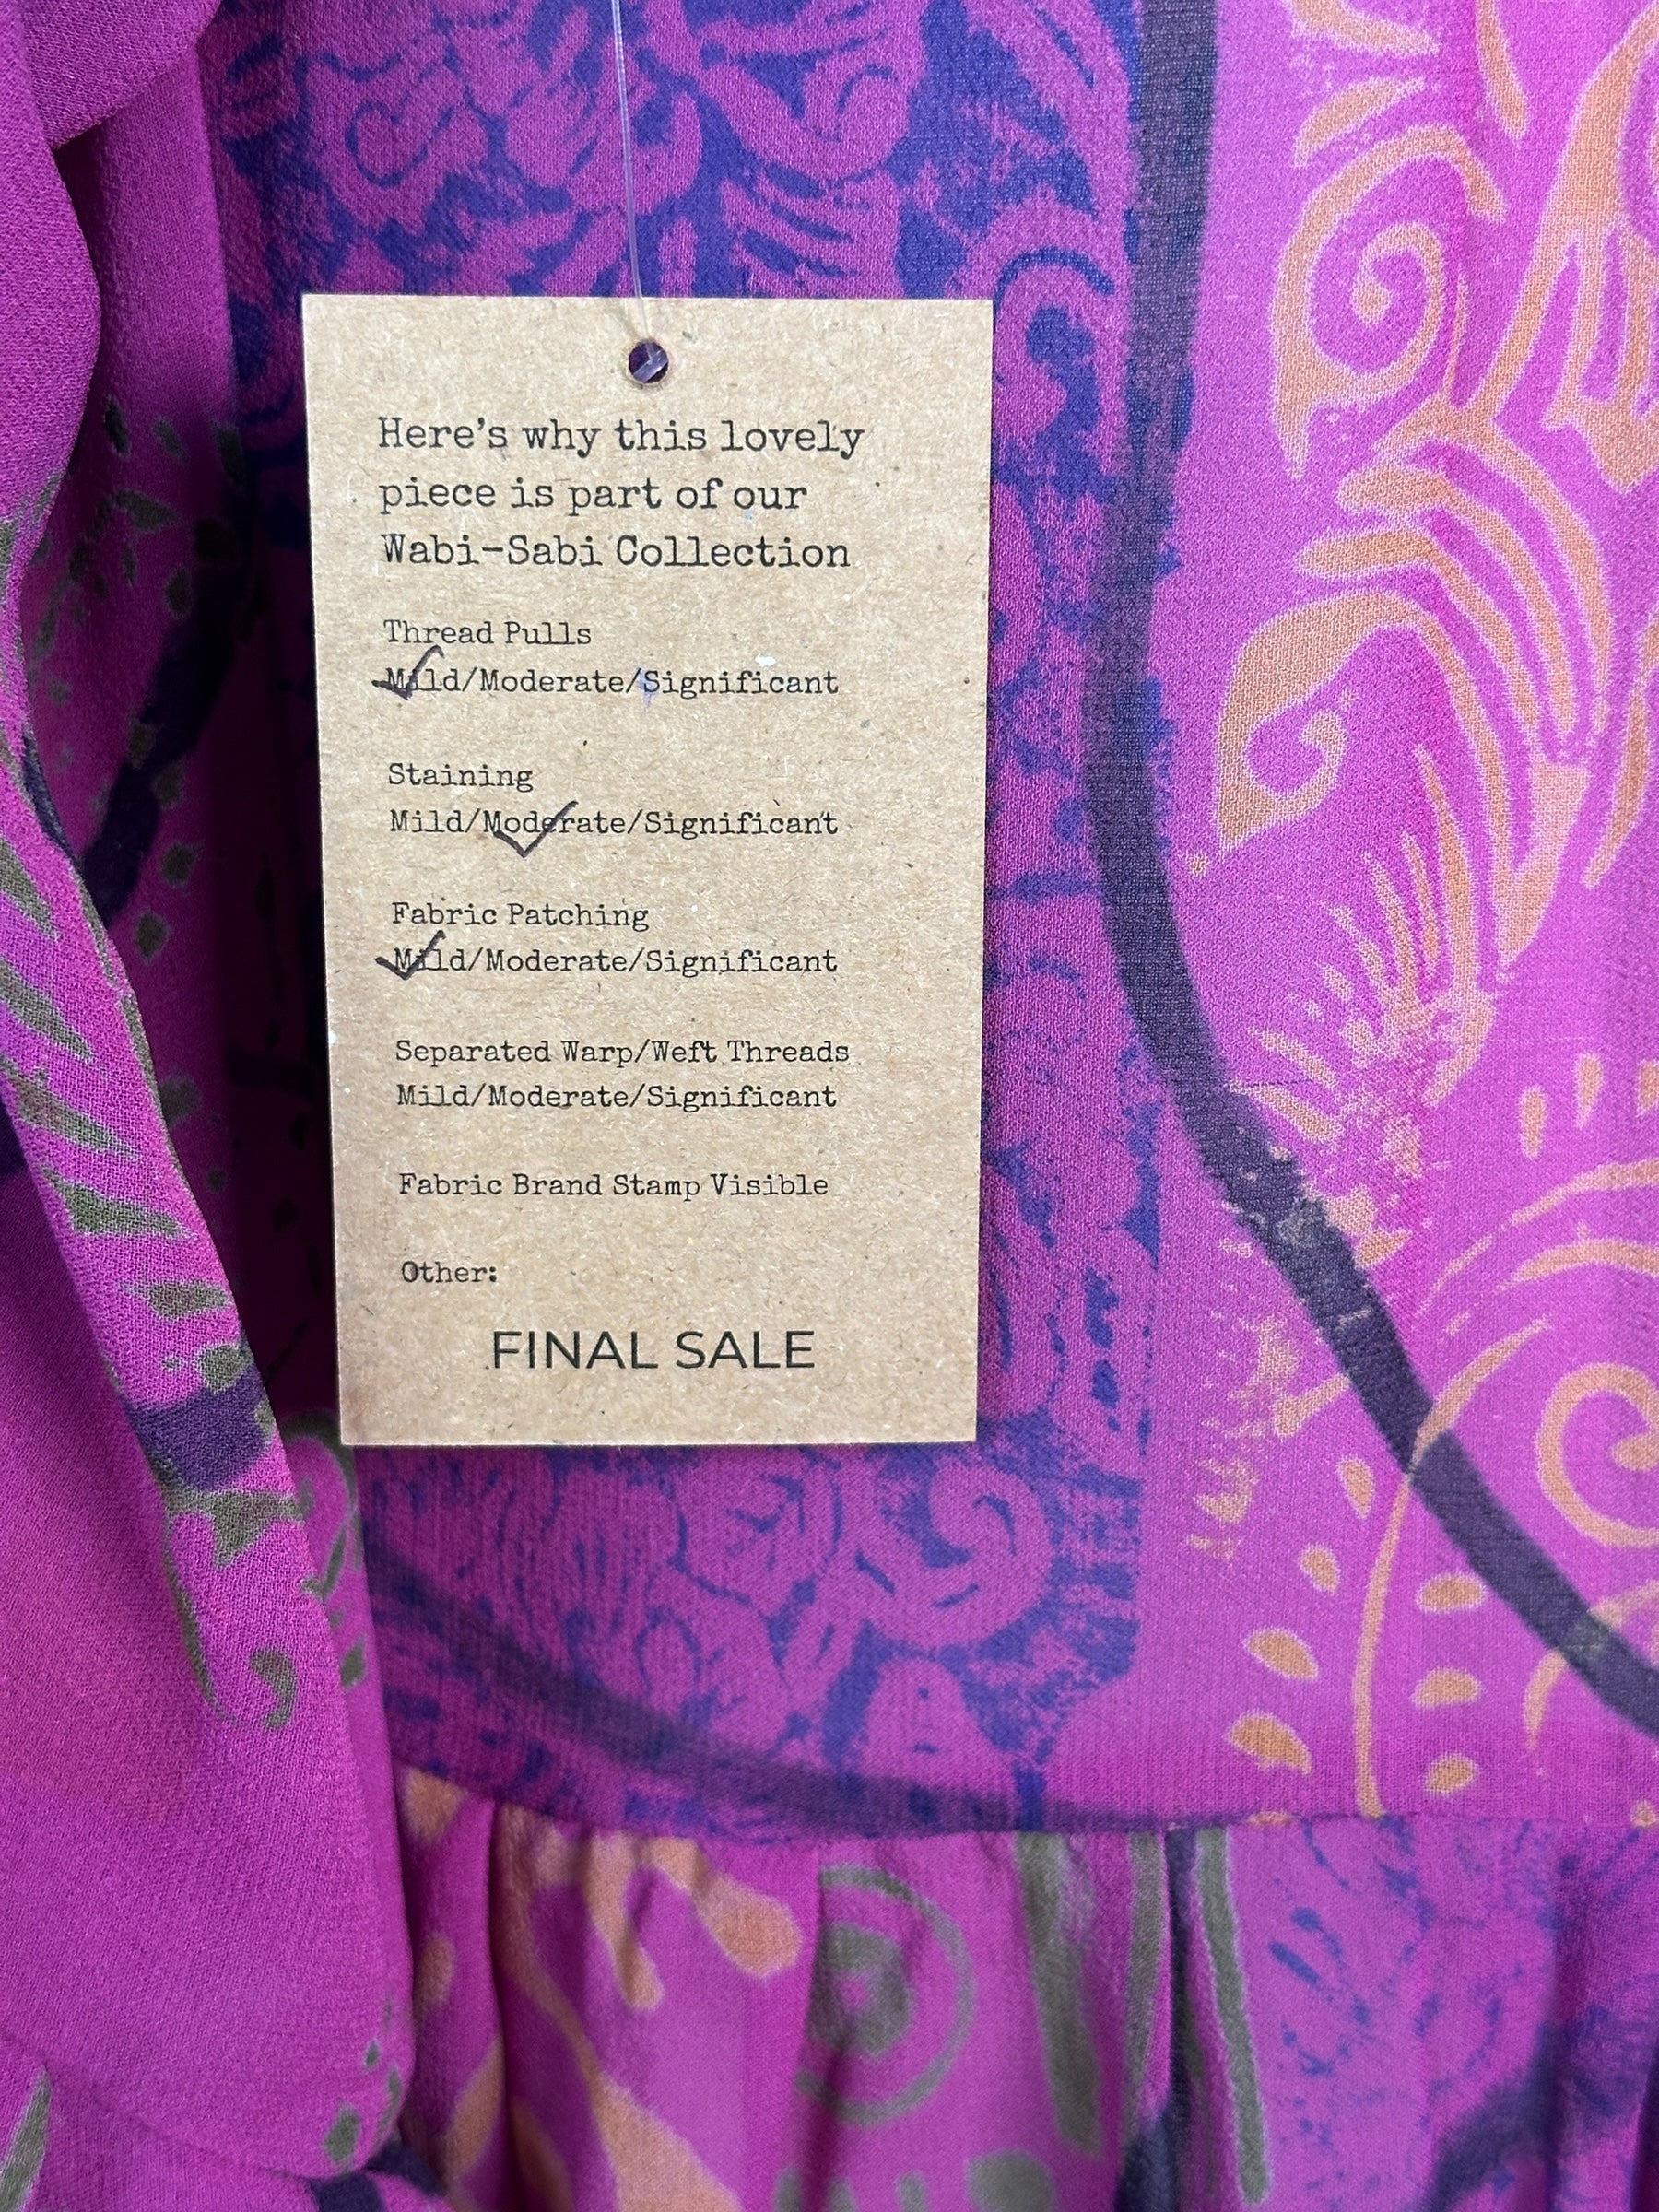 Here's why this lovely
piece is part of our
Wabi-Sabi Collection
Thread Pulls
Mild/Moderate/Significant
Staining
Mild/Moderate/Significant
Fabric Patching
Mild/Moderate/Significant
Separated Warp/Weft Threads
Mild/Moderate/Significant
Fabric Brand Stamp Visible
Other:
FINAL SALE